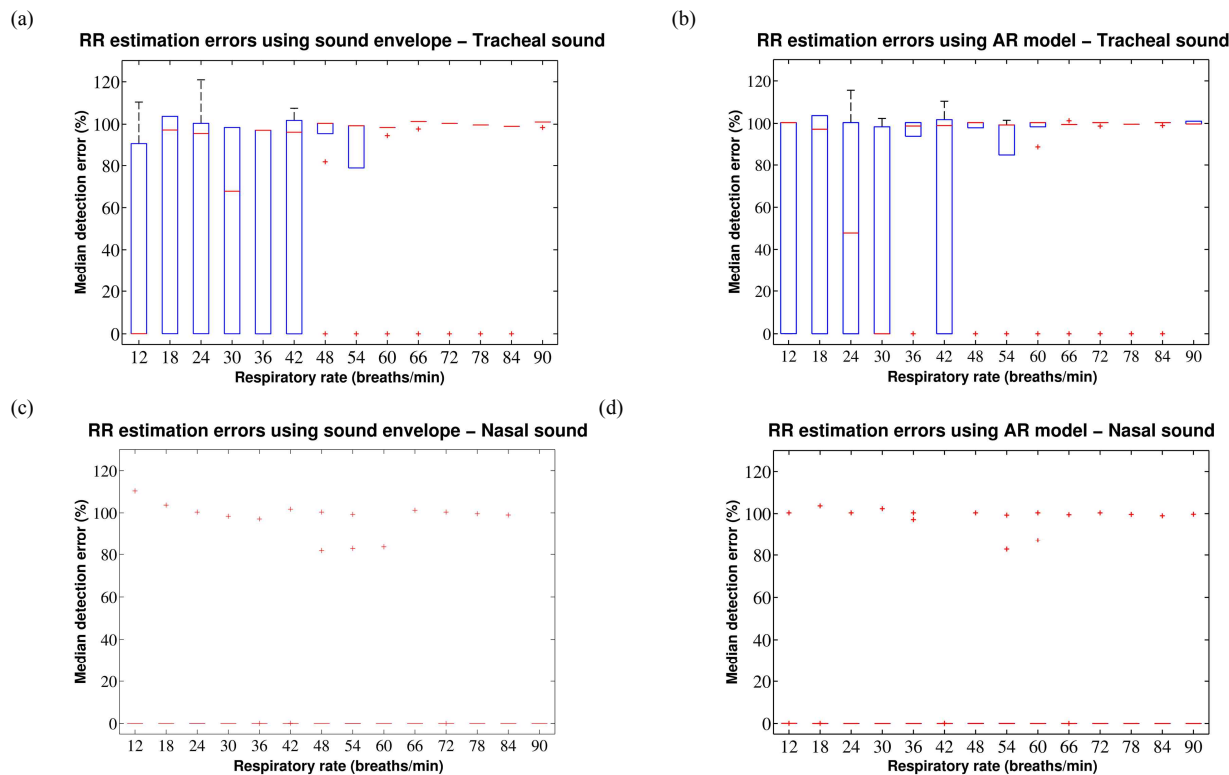 (a)
RR estimation errors using sound envelope – Tracheal sound
Median detection error (%)
120
100
80
60
40
20
0
12 18 24 30 36 42 48 54 60 66 72 78 84 90
Respiratory rate (breaths/min)
(b)
RR estimation errors using AR model – Tracheal sound
Median detection error (%)
120
100
80
60
40
20
0
12 18 24 30 36 42 48 54 60 66 72 78 84 90
Respiratory rate (breaths/min)
(c)
RR estimation errors using sound envelope – Nasal sound
Median detection error (%)
120
100
80
60
40
20
0
12 18 24 30 36 42 48 54 60 66 72 78 84 90
Respiratory rate (breaths/min)
(d)
RR estimation errors using AR model – Nasal sound
Median detection error (%)
120
100
80
60
40
20
0
12 18 24 30 36 42 48 54 60 66 72 78 84 90
Respiratory rate (breaths/min)